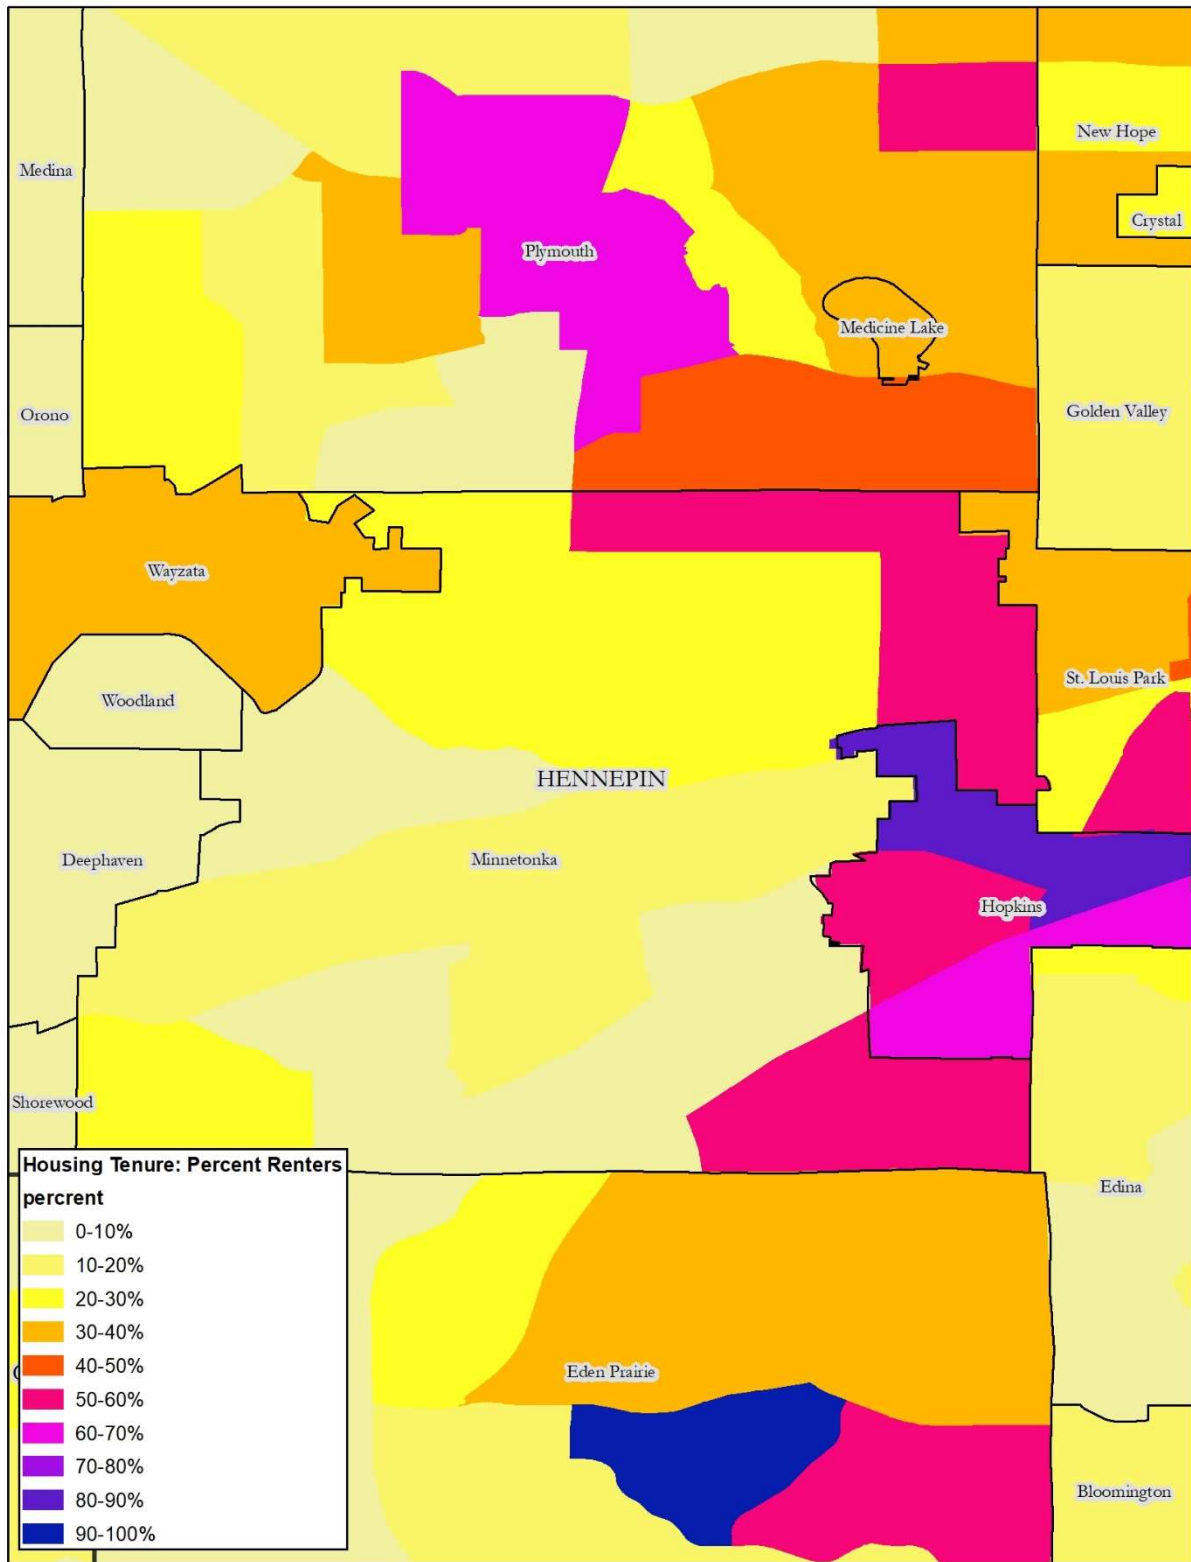 New Hope
Medina
Crystal
Plymouth
Medicine Lake
Orono
Golden Valley
Wayzata
St. Louis Park
Woodland
HENNEPIN
Deephaven
Minnetonka
Hopkins
Shorewood
Housing Tenure: Percent Renters
percrent
0-10%
10-20%
20-30%
30-40%
40-50%
50-60%
60-70%
70-80%
80-90%
90-100%
Edina
Eden Prairie
Bloomington